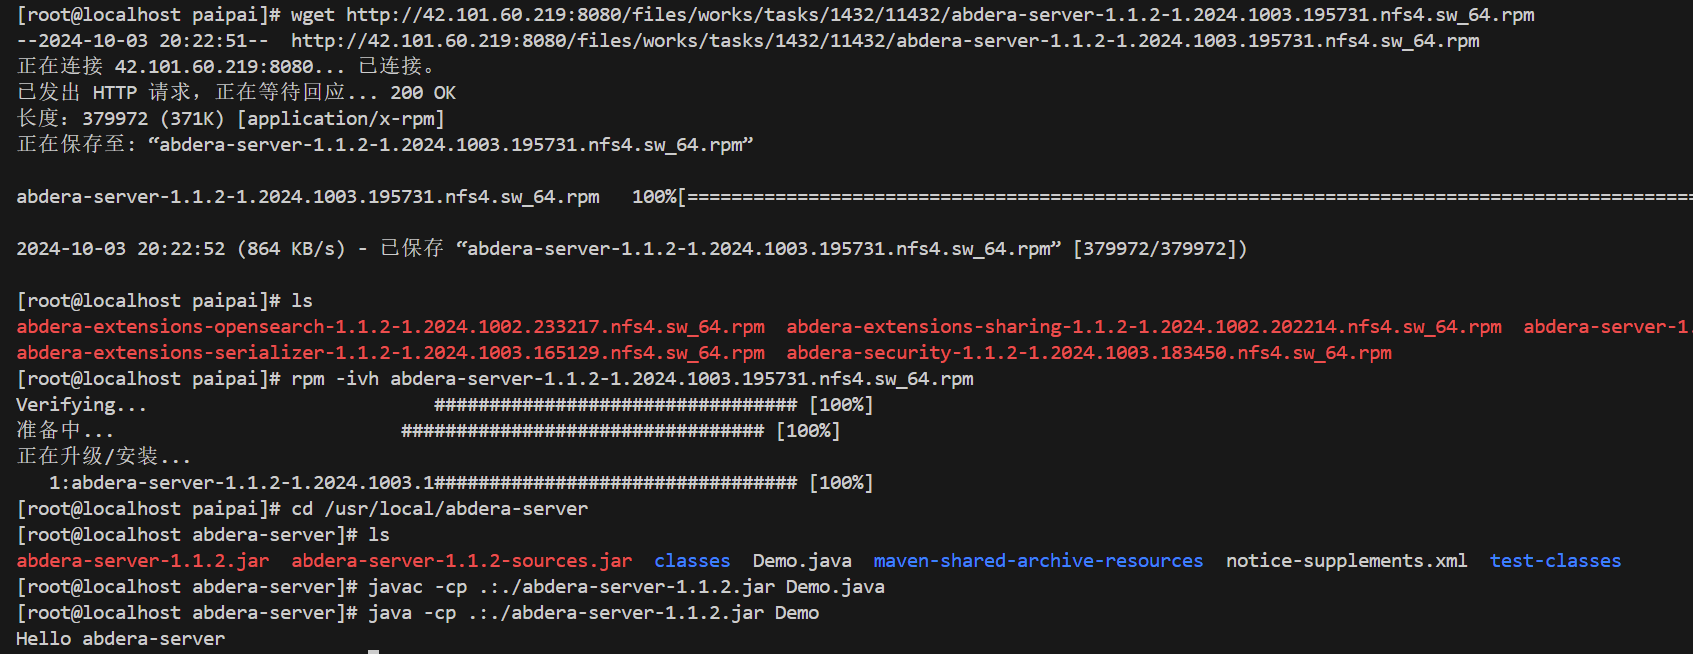 [root@localhost paipai]# wget http://42.101.60.219:8080/files/works/tasks/1432/11432/abdera-server-1.1.2-1.2024.1003.195731.nfs4.sw_64.rpm
--2024-10-03 20:22:51--  http://42.101.60.219:8080/files/works/tasks/1432/11432/abdera-server-1.1.2-1.2024.1003.195731.nfs4.sw_64.rpm
正在连接 42.101.60.219:8080... 已连接。
已发出 HTTP 请求，正在等待回应... 200 OK
长度：379972 (371K) [application/x-rpm]
正在保存至: “abdera-server-1.1.2-1.2024.1003.195731.nfs4.sw_64.rpm”
abdera-server-1.1.2-1.2024.1003.195731.nfs4.sw_64.rpm   100%[============================================================================================
2024-10-03 20:22:52 (864 KB/s) - 已保存 “abdera-server-1.1.2-1.2024.1003.195731.nfs4.sw_64.rpm” [379972/379972])
[root@localhost paipai]# ls
abdera-extensions-opensearch-1.1.2-1.2024.1002.233217.nfs4.sw_64.rpm  abdera-extensions-sharing-1.1.2-1.2024.1002.202214.nfs4.sw_64.rpm  abdera-server-1.
abdera-extensions-serializer-1.1.2-1.2024.1003.165129.nfs4.sw_64.rpm  abdera-security-1.1.2-1.2024.1003.183450.nfs4.sw_64.rpm
[root@localhost paipai]# rpm -ivh abdera-server-1.1.2-1.2024.1003.195731.nfs4.sw_64.rpm
Verifying...                          ################################# [100%]
准备中...                          ################################# [100%]
正在升级/安装...
   1:abdera-server-1.1.2-1.2024.1003.1################################# [100%]
[root@localhost paipai]# cd /usr/local/abdera-server
[root@localhost abdera-server]# ls
abdera-server-1.1.2.jar  abdera-server-1.1.2-sources.jar  classes  Demo.java  maven-shared-archive-resources  notice-supplements.xml  test-classes
[root@localhost abdera-server]# javac -cp .:./abdera-server-1.1.2.jar Demo.java
[root@localhost abdera-server]# java -cp .:./abdera-server-1.1.2.jar Demo
Hello abdera-server